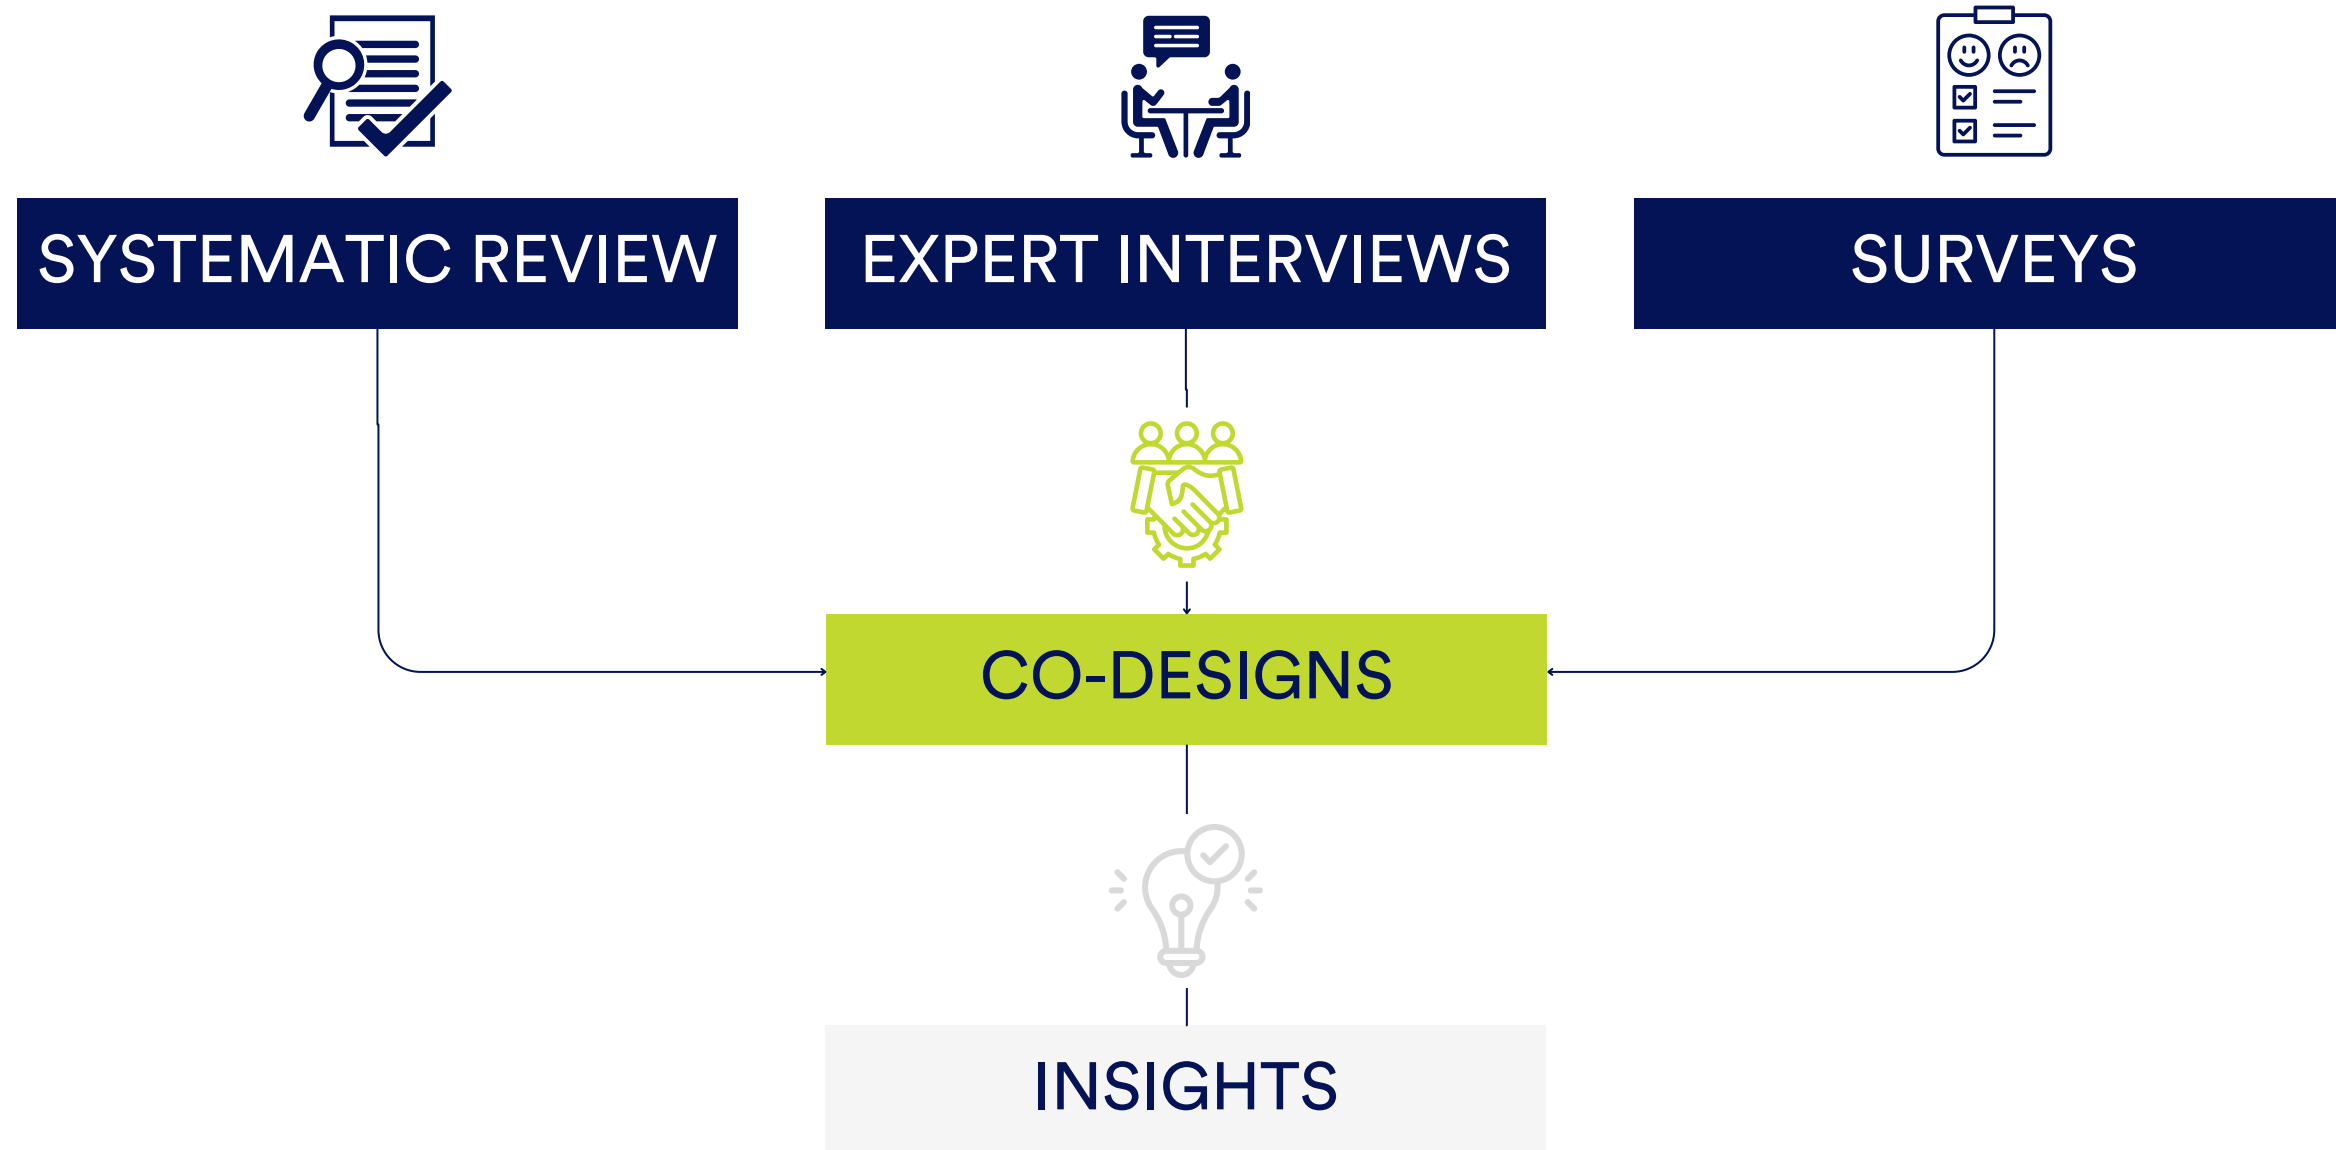 SYSTEMATIC REVIEW
EXPERT INTERVIEWS
SURVEYS
CO-DESIGNS
INSIGHTS